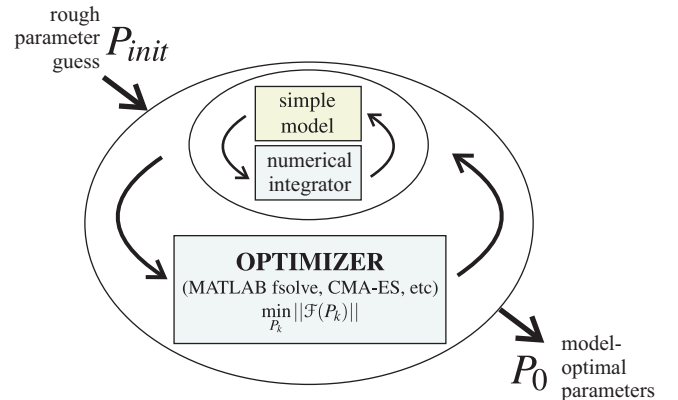 rough
parameter
guess
P_init
simple
model
numerical
integrator
OPTIMIZER
(MATLAB fsolve, CMA-ES, etc)
min ||ℱ(P_k)||
P_k
P_0
model-
optimal
parameters